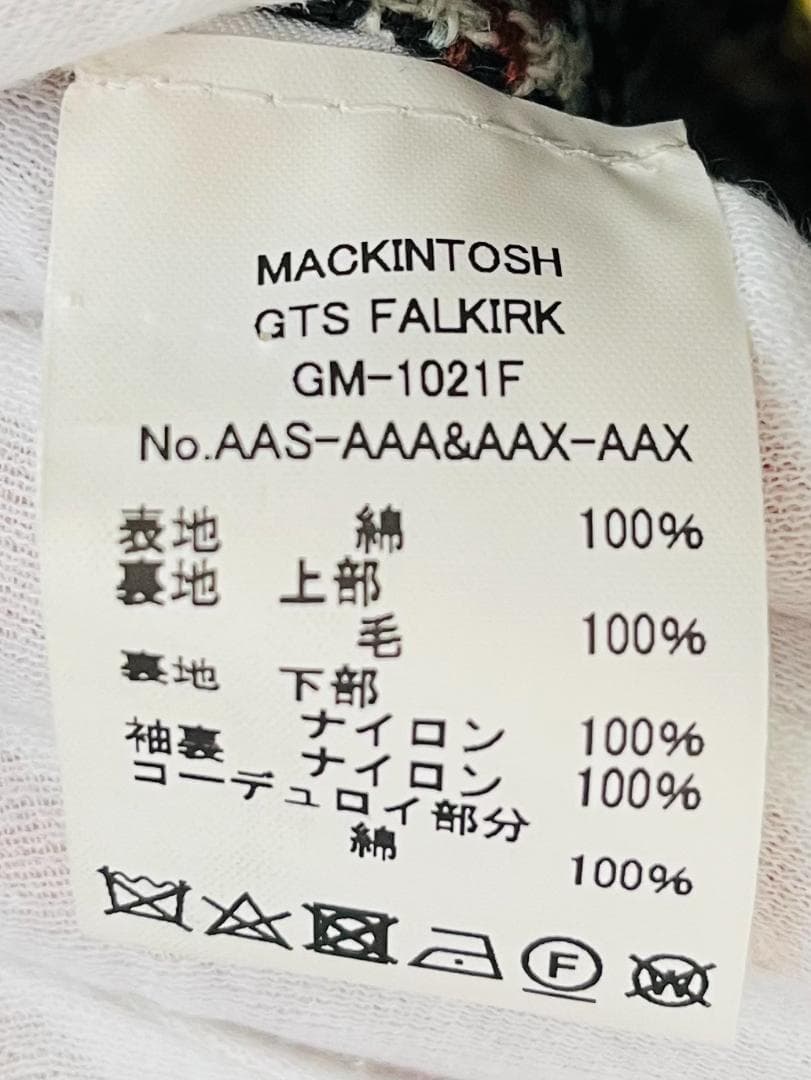 MACKINTOSH
GTS FALKIRK
GM-1021F
No.AAS-AAA&AAX-AAX
表地 綿 100%
裏地 上部
毛 100%
裏地 下部
ナイロン 100%
袖裏 ナイロン 100%
コーデュロイ部分
綿 100%
F
W